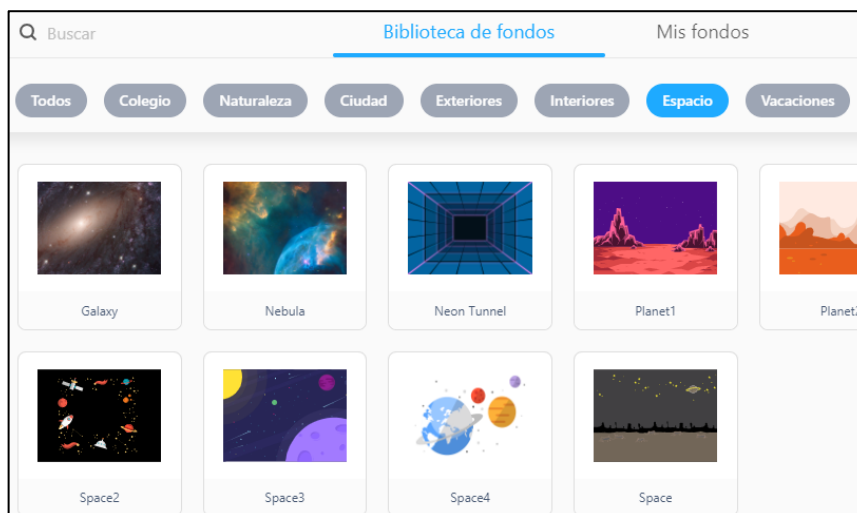 Buscar Biblioteca de fondos Mis fondos
Todos Colegio Naturaleza Ciudad Exteriores Interiores Espacio Vacaciones
Galaxy Nebula Neon Tunnel Planet1 Planet2
Space2 Space3 Space4 Space